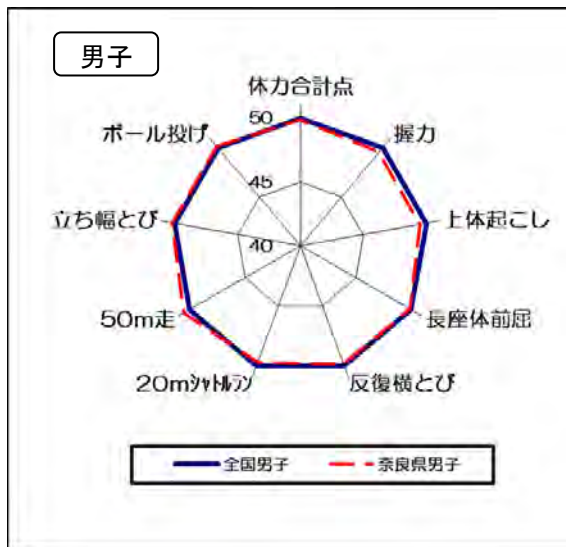 男子
体力合計点
50
ボール投げ
握力
45
立ち幅とび
上体起こし
40
50m走
長座体前屈
20mｼｬﾄﾙﾗﾝ
反復横とび
全国男子
奈良県男子